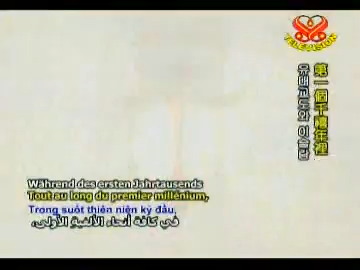 TELEVISION
第一個千禧年裡
Während des ersten Jahrtausends
Tout au long du premier millénium,
Trong suốt thiên niên kỷ đầu,
في كافة أنحاء الألفية الأولى،